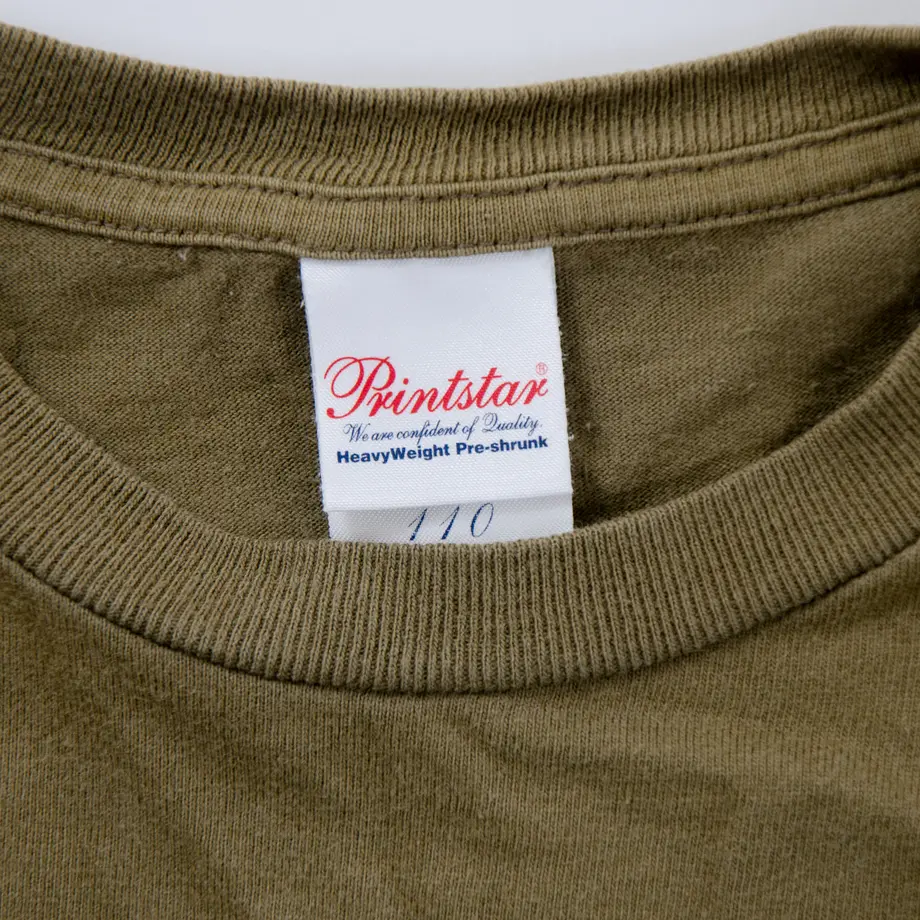 Printstar®
We are confident of Quality.
HeavyWeight Pre-shrunk
110